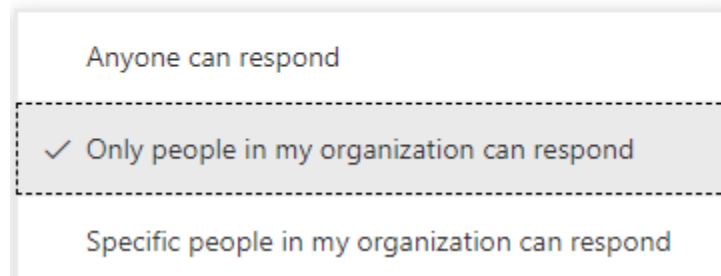 Anyone can respond
Only people in my organization can respond
Specific people in my organization can respond